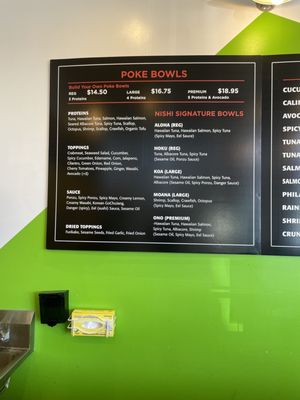 POKE BOWLS
Build Your Own Poke Bowls
REG $14.50
3 Proteins
LARGE $16.75
4 Proteins
PREMIUM $18.95
5 Proteins & Avocado
PROTEINS
Tuna, Hawaiian Tuna, Salmon, Hawaiian Salmon,
Seared Albacore Tuna, Spicy Tuna, Scallop,
Octopus, Shrimp, Scallop, Crawfish, Organic Tofu
TOPPINGS
Crabmeat, Seaweed Salad, Cucumber,
Spicy Cucumber, Edamame, Corn, Jalapeno,
Cilantro, Green Onion, Red Onion,
Cherry Tomatoes, Pineapple, Ginger, Wasabi,
Avocado
SAUCE
Ponzu, Spicy Ponzu, Spicy Mayo, Creamy Lemon,
Creamy Wasabi, Korean GoChuJang,
Danger (spicy), Eel (sushi) Sauce, Sesame Oil
DRIED TOPPINGS
Furikake, Sesame Seeds, Fried Garlic, Fried Onion
NISHI SIGNATURE BOWLS
ALOHA (REG)
Hawaiian Tuna, Hawaiian Salmon, Spicy Tuna
(Spicy Mayo, Eel Sauce)
HOKU (REG)
Tuna, Albacore Tuna, Spicy Tuna
(Sesame Oil, Spicy Ponzu)
KOA (LARGE)
Hawaiian Tuna, Hawaiian Salmon, Spicy Tuna,
Albacore (Sesame Oil, Spicy Ponzu, Danger Sauce)
MOANA (LARGE)
Shrimp, Scallop, Crawfish, Octopus
(Spicy Mayo, Eel Sauce)
ONO (PREMIUM)
Hawaiian Tuna, Hawaiian Salmon,
Spicy Tuna, Albacore, Shrimp
(Sesame Oil, Spicy Mayo, Eel Sauce)
CUCU
CALIF
AVOC
SPICY
CRUN
SALM
SALMO
PHILA
RAIN
SHRI
CRUN